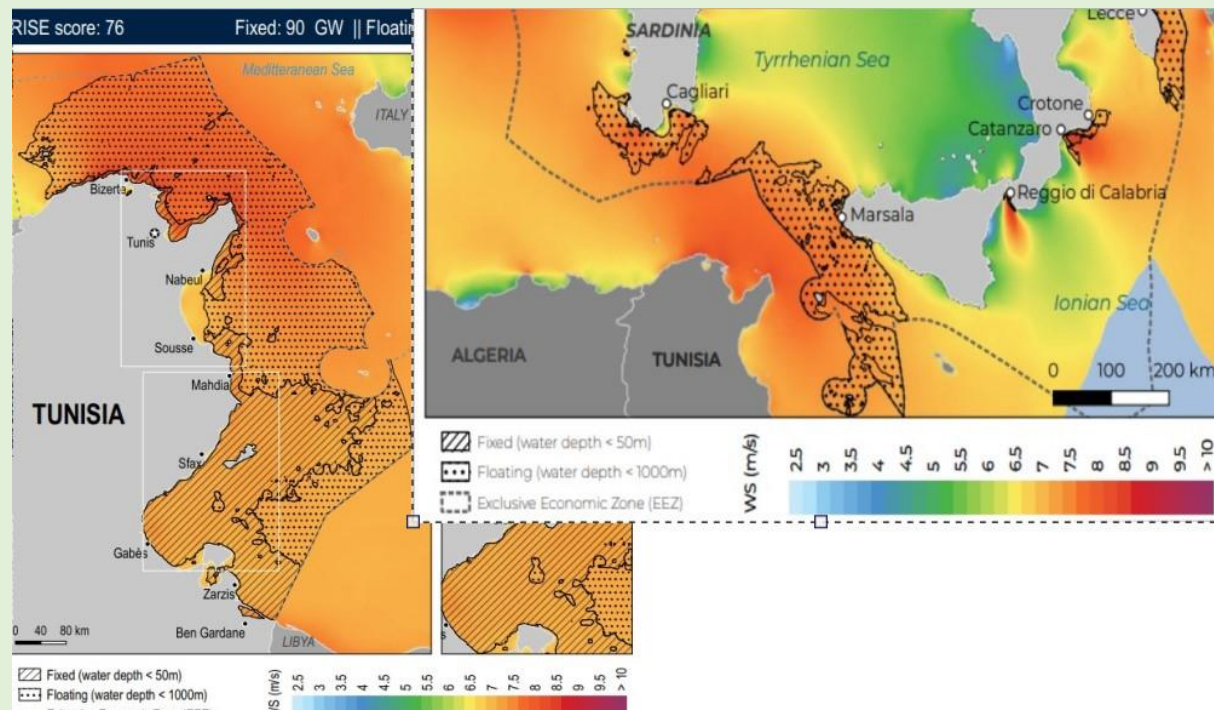 RISE score: 76
Fixed: 90 GW || Floatin
Mediterranean Sea
ITALY
Bizerte
Tunis
Nabeul
Sousse
Mahdia
TUNISIA
Sfax
Gabès
Zarzis
Ben Gardane
LIBYA
0 40 80 km
Fixed (water depth < 50m)
Floating (water depth < 1000m)
WS (m/s)
2.5 3 3.5 4 4.5 5 5.5 6 6.5 7 7.5 8 8.5 9 9.5 > 10
SARDINIA
Lecce
Tyrrhenian Sea
Cagliari
Crotone
Catanzaro
Reggio di Calabria
Marsala
Ionian Sea
ALGERIA
TUNISIA
0 100 200 km
Fixed (water depth < 50m)
Floating (water depth < 1000m)
Exclusive Economic Zone (EEZ)
WS (m/s)
2.5 3 3.5 4 4.5 5 5.5 6 6.5 7 7.5 8 8.5 9 9.5 > 10